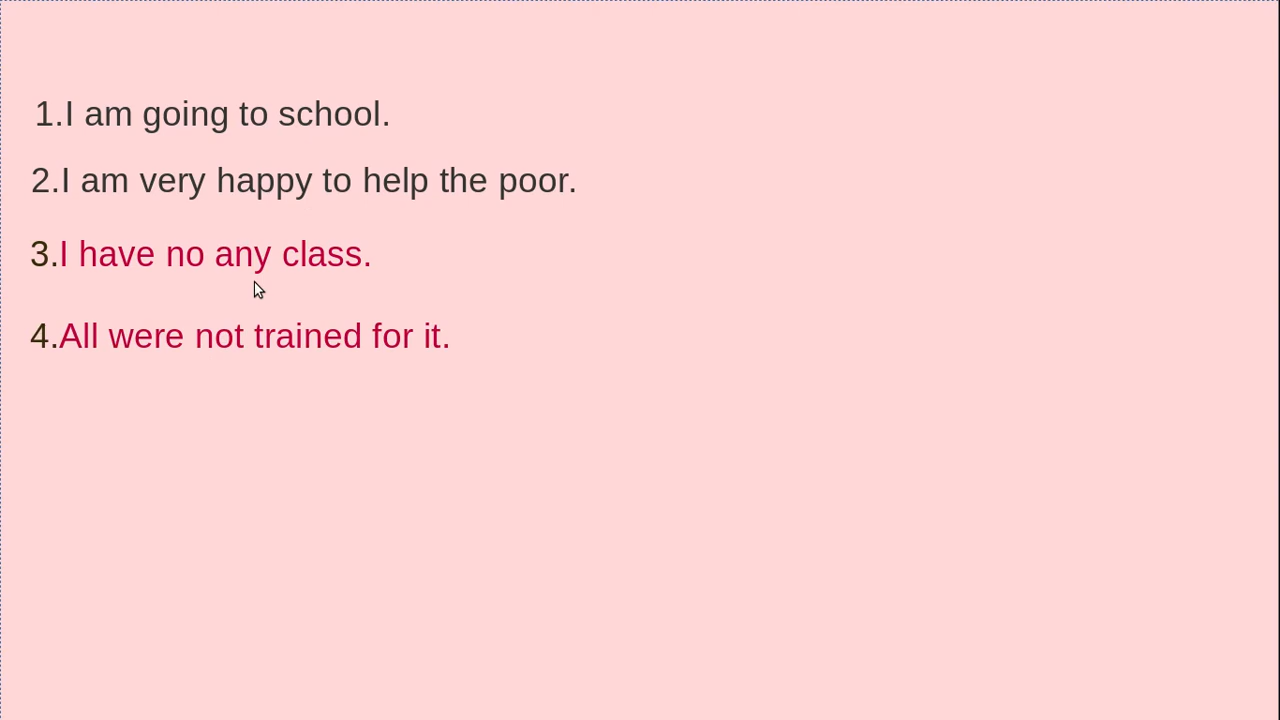 1.I am going to school.
2.I am very happy to help the poor.
3.I have no any class.
4.All were not trained for it.